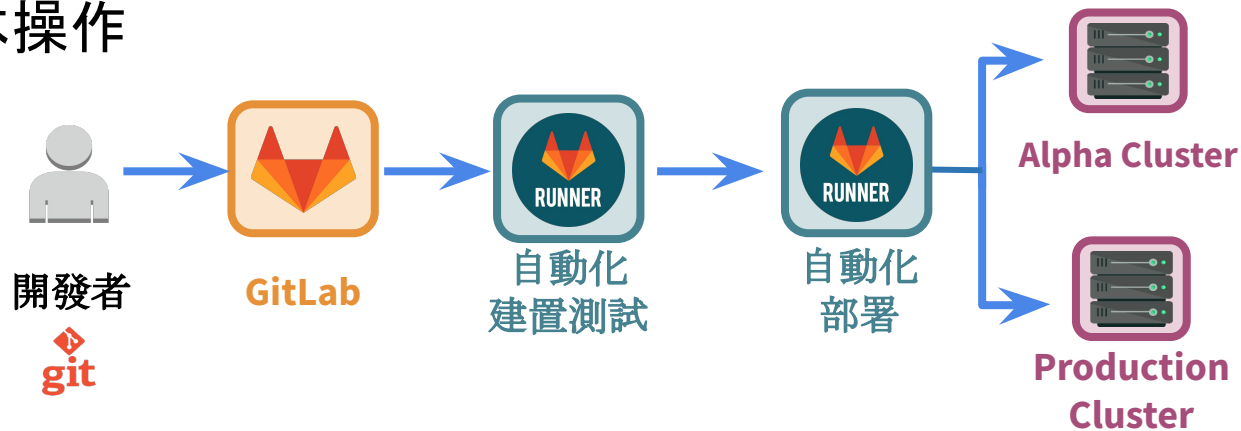 本操作
RUNNER
RUNNER
Alpha Cluster
開發者
git
GitLab
自動化
建置測試
自動化
部署
Production
Cluster